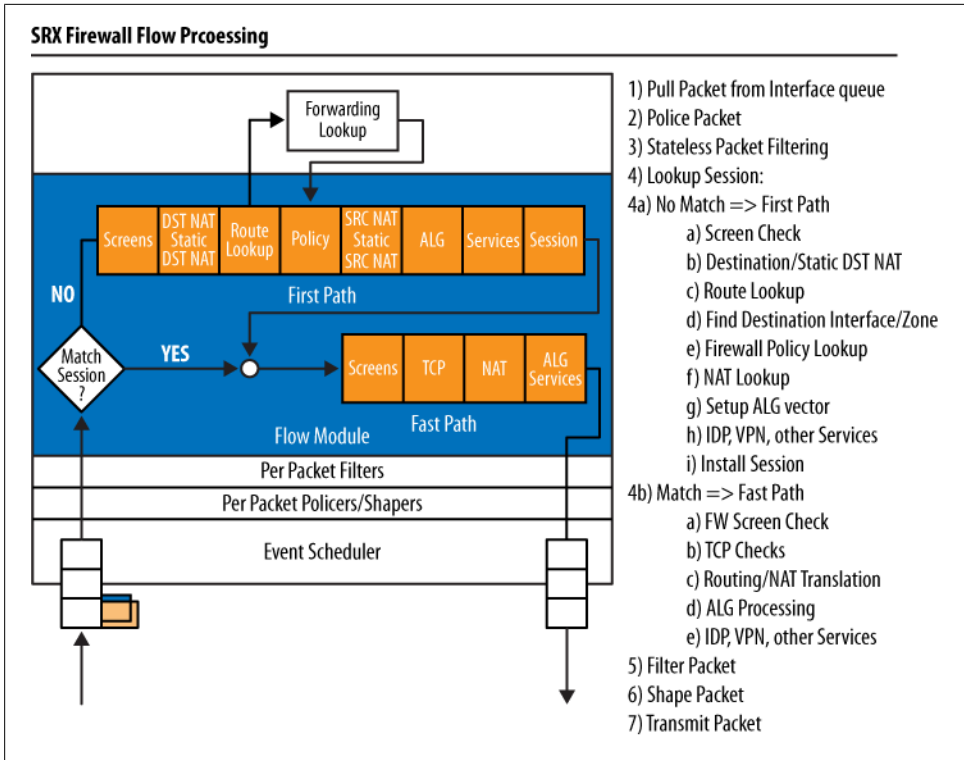 SRX Firewall Flow Prcoessing
Forwarding
Lookup
Screens
DST NAT
Static
DST NAT
Route
Lookup
Policy
SRC NAT
Static
SRC NAT
ALG
Services
Session
First Path
NO
Match
Session
?
YES
Screens
TCP
NAT
ALG
Services
Fast Path
Flow Module
Per Packet Filters
Per Packet Policers/Shapers
Event Scheduler
1) Pull Packet from Interface queue
2) Police Packet
3) Stateless Packet Filtering
4) Lookup Session:
4a) No Match => First Path
a) Screen Check
b) Destination/Static DST NAT
c) Route Lookup
d) Find Destination Interface/Zone
e) Firewall Policy Lookup
f) NAT Lookup
g) Setup ALG vector
h) IDP, VPN, other Services
i) Install Session
4b) Match => Fast Path
a) FW Screen Check
b) TCP Checks
c) Routing/NAT Translation
d) ALG Processing
e) IDP, VPN, other Services
5) Filter Packet
6) Shape Packet
7) Transmit Packet